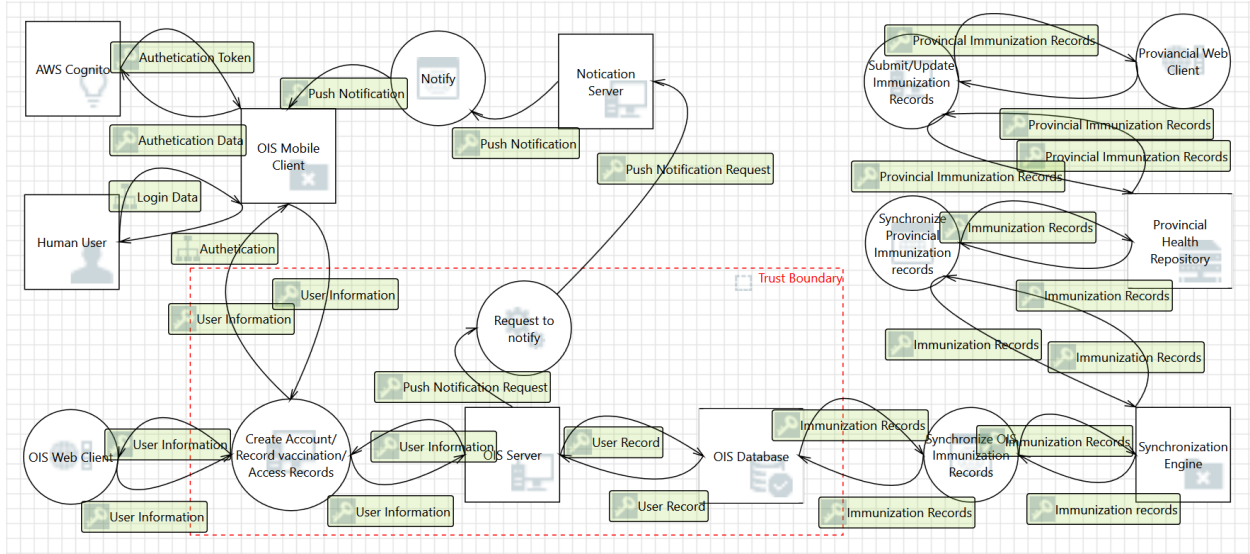 AWS Cognito
Authetication Token
Authetication Data
OIS Mobile
Client
Human User
Login Data
Authetication
Push Notification
Notify
Push Notification
Notication
Server
Push Notification Request
Submit/Update
Immunization
Records
Provincial Immunization Records
Proviancal Web
Client
Provincial Immunization Records
Provincial Immunization Records
Provincial Immunization Records
Synchronize
Provincial
Immunization
records
Immunization Records
Provincial
Health
Repository
Immunization Records
Immunization Records
Immunization Records
Trust Boundary
User Information
User Information
Request to
notify
Push Notification Request
OIS Web Client
User Information
User Information
Create Account/
Record vaccination/
Access Records
User Information
User Information
OIS Server
User Record
User Record
OIS Database
Immunization Records
Immunization Records
Synchronize OIS
Immunization
Records
Immunization Records
Immunization records
Synchronization
Engine